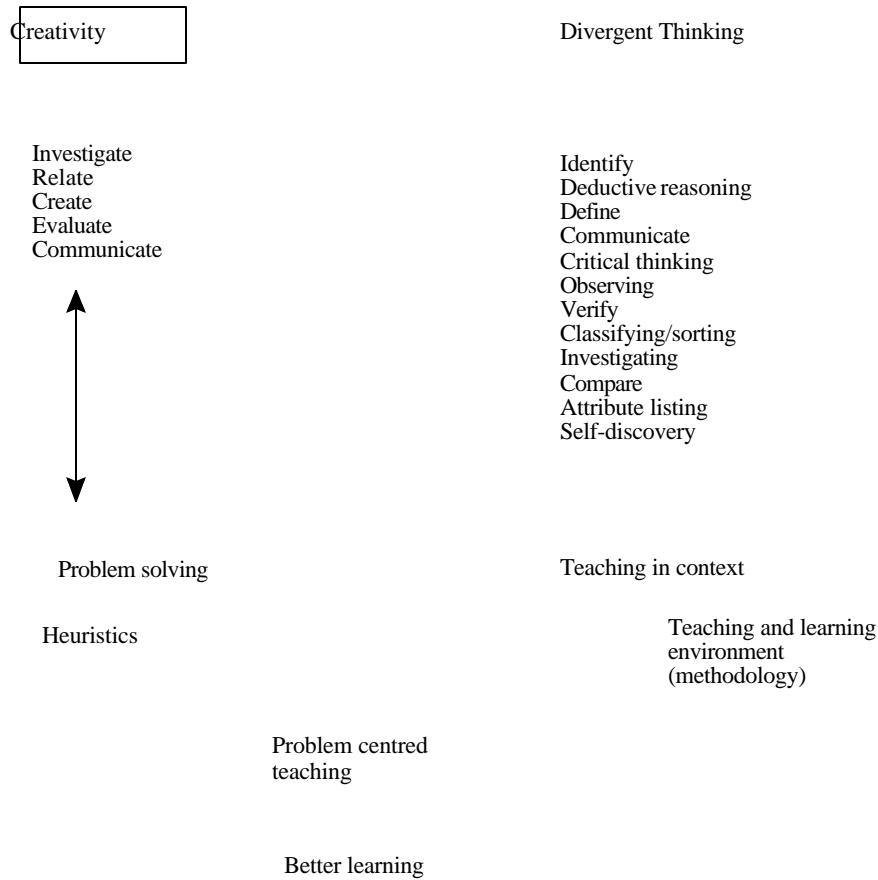 Creativity
Divergent Thinking
Investigate
Relate
Create
Evaluate
Communicate
Identify
Deductive reasoning
Define
Communicate
Critical thinking
Observing
Verify
Classifying/sorting
Investigating
Compare
Attribute listing
Self-discovery
Problem solving
Teaching in context
Heuristics
Teaching and learning
environment
(methodology)
Problem centred
teaching
Better learning